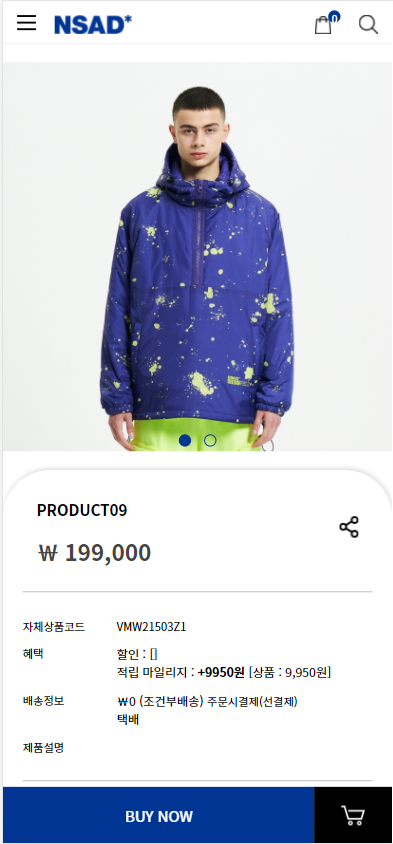 NSAD*
0
PRODUCT09
₩ 199,000
자체상품코드 VMW21503Z1
혜택 할인 : []
적립 마일리지 : +9950원 [상품 : 9,950원]
배송정보 ₩0 (조건부배송) 주문시결제(선결제)
택배
제품설명
BUY NOW